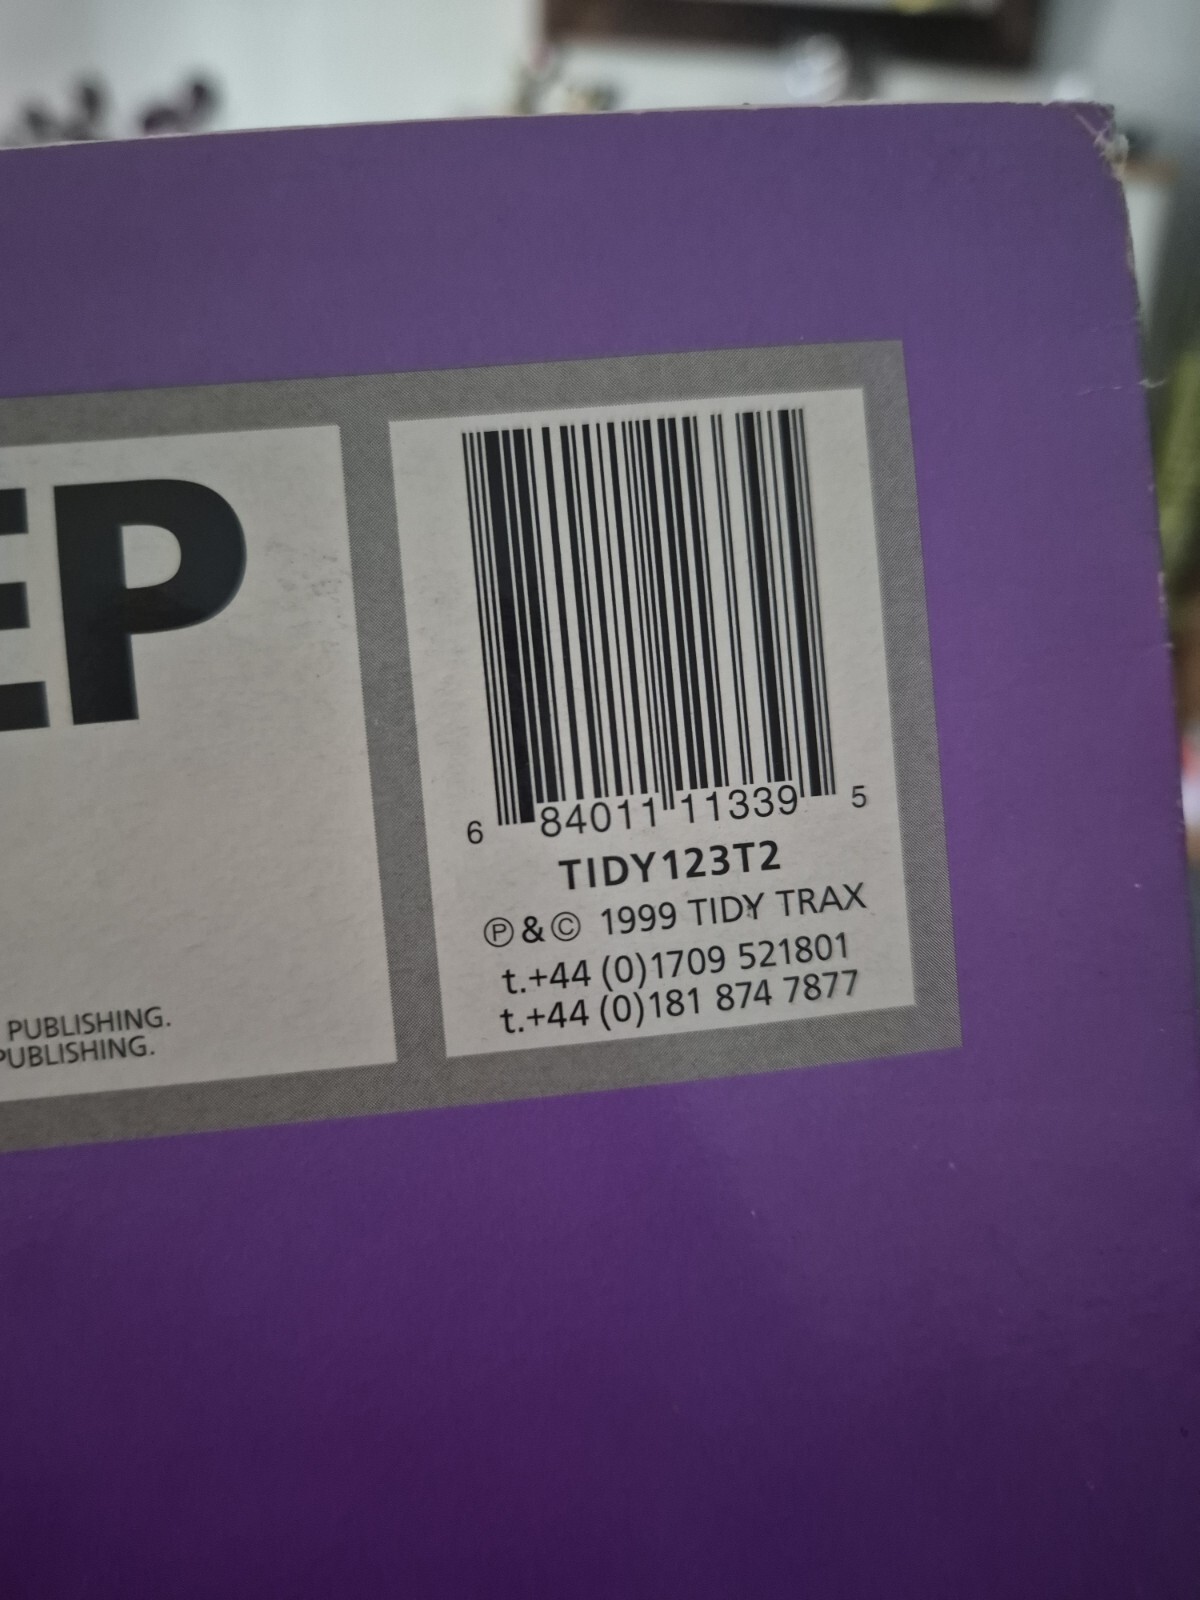 EP
PUBLISHING.
PUBLISHING.
6 84011 11339 5
TIDY123T2
Ⓟ & © 1999 TIDY TRAX
t.+44 (0)1709 521801
t.+44 (0)181 874 7877